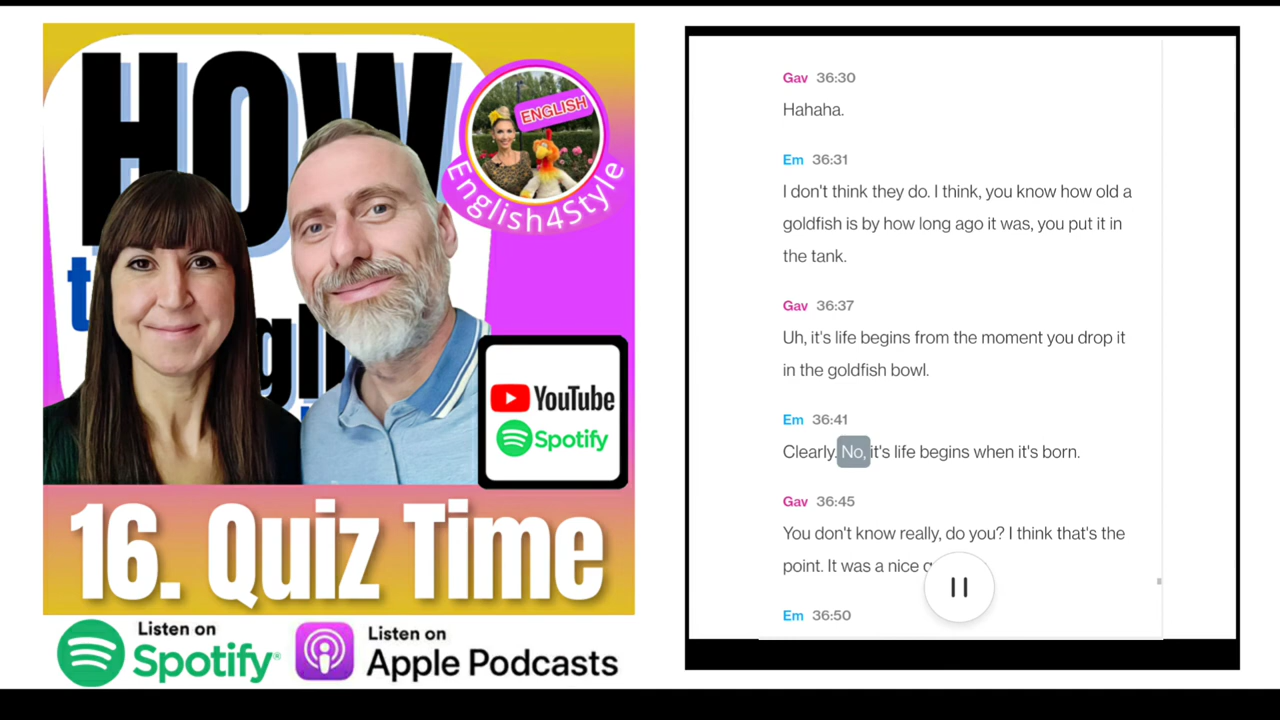 HOW
ENGLISH
English4Style
YouTube
Spotify
16. Quiz Time
Listen on
Spotify
Listen on
Apple Podcasts
Gav 36:30
Hahaha.
Em 36:31
I don't think they do. I think, you know how old a
goldfish is by how long ago it was, you put it in
the tank.
Gav 36:37
Uh, it's life begins from the moment you drop it
in the goldfish bowl.
Em 36:41
Clearly. No, it's life begins when it's born.
Gav 36:45
You don't know really, do you? I think that's the
point. It was a nice
Em 36:50